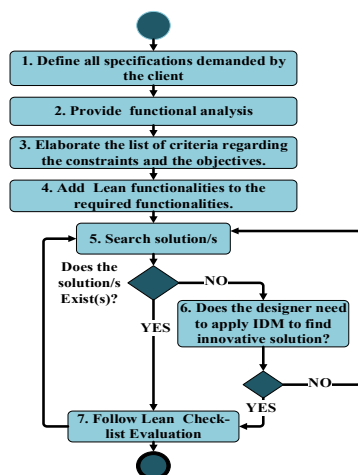 1. Define all specifications demanded by
the client
2. Provide functional analysis
3. Elaborate the list of criteria regarding
the constraints and the objectives.
4. Add Lean functionalities to the
required functionalities.
5. Search solution/s
Does the
solution/s
Exist(s)?
NO
6. Does the designer need
to apply IDM to find
innovative solution?
YES
NO
YES
7. Follow Lean Check-
list Evaluation